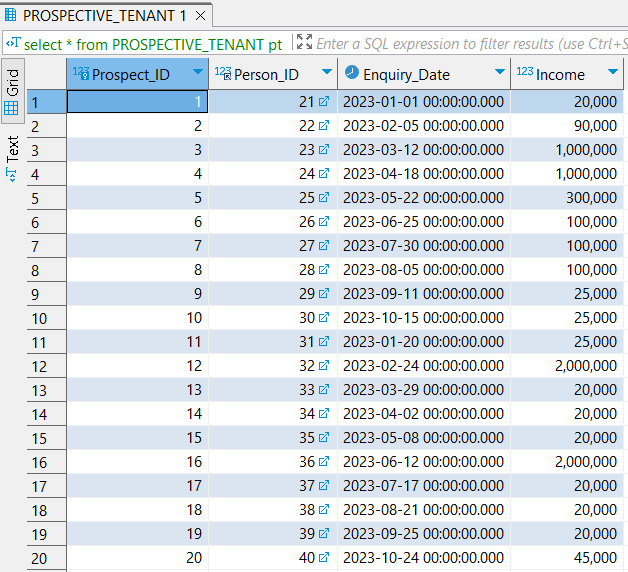 PROSPECTIVE_TENANT 1
select * from PROSPECTIVE_TENANT pt Enter a SQL expression to filter results (use Ctrl+S
Grid
Text
123 Prospect_ID 123 Person_ID Enquiry_Date 123 Income
1 1 21 2023-01-01 00:00:00.000 20,000
2 2 22 2023-02-05 00:00:00.000 90,000
3 3 23 2023-03-12 00:00:00.000 1,000,000
4 4 24 2023-04-18 00:00:00.000 1,000,000
5 5 25 2023-05-22 00:00:00.000 300,000
6 6 26 2023-06-25 00:00:00.000 100,000
7 7 27 2023-07-30 00:00:00.000 100,000
8 8 28 2023-08-05 00:00:00.000 100,000
9 9 29 2023-09-11 00:00:00.000 25,000
10 10 30 2023-10-15 00:00:00.000 25,000
11 11 31 2023-01-20 00:00:00.000 25,000
12 12 32 2023-02-24 00:00:00.000 2,000,000
13 13 33 2023-03-29 00:00:00.000 20,000
14 14 34 2023-04-02 00:00:00.000 20,000
15 15 35 2023-05-08 00:00:00.000 20,000
16 16 36 2023-06-12 00:00:00.000 2,000,000
17 17 37 2023-07-17 00:00:00.000 20,000
18 18 38 2023-08-21 00:00:00.000 20,000
19 19 39 2023-09-25 00:00:00.000 20,000
20 20 40 2023-10-24 00:00:00.000 45,000